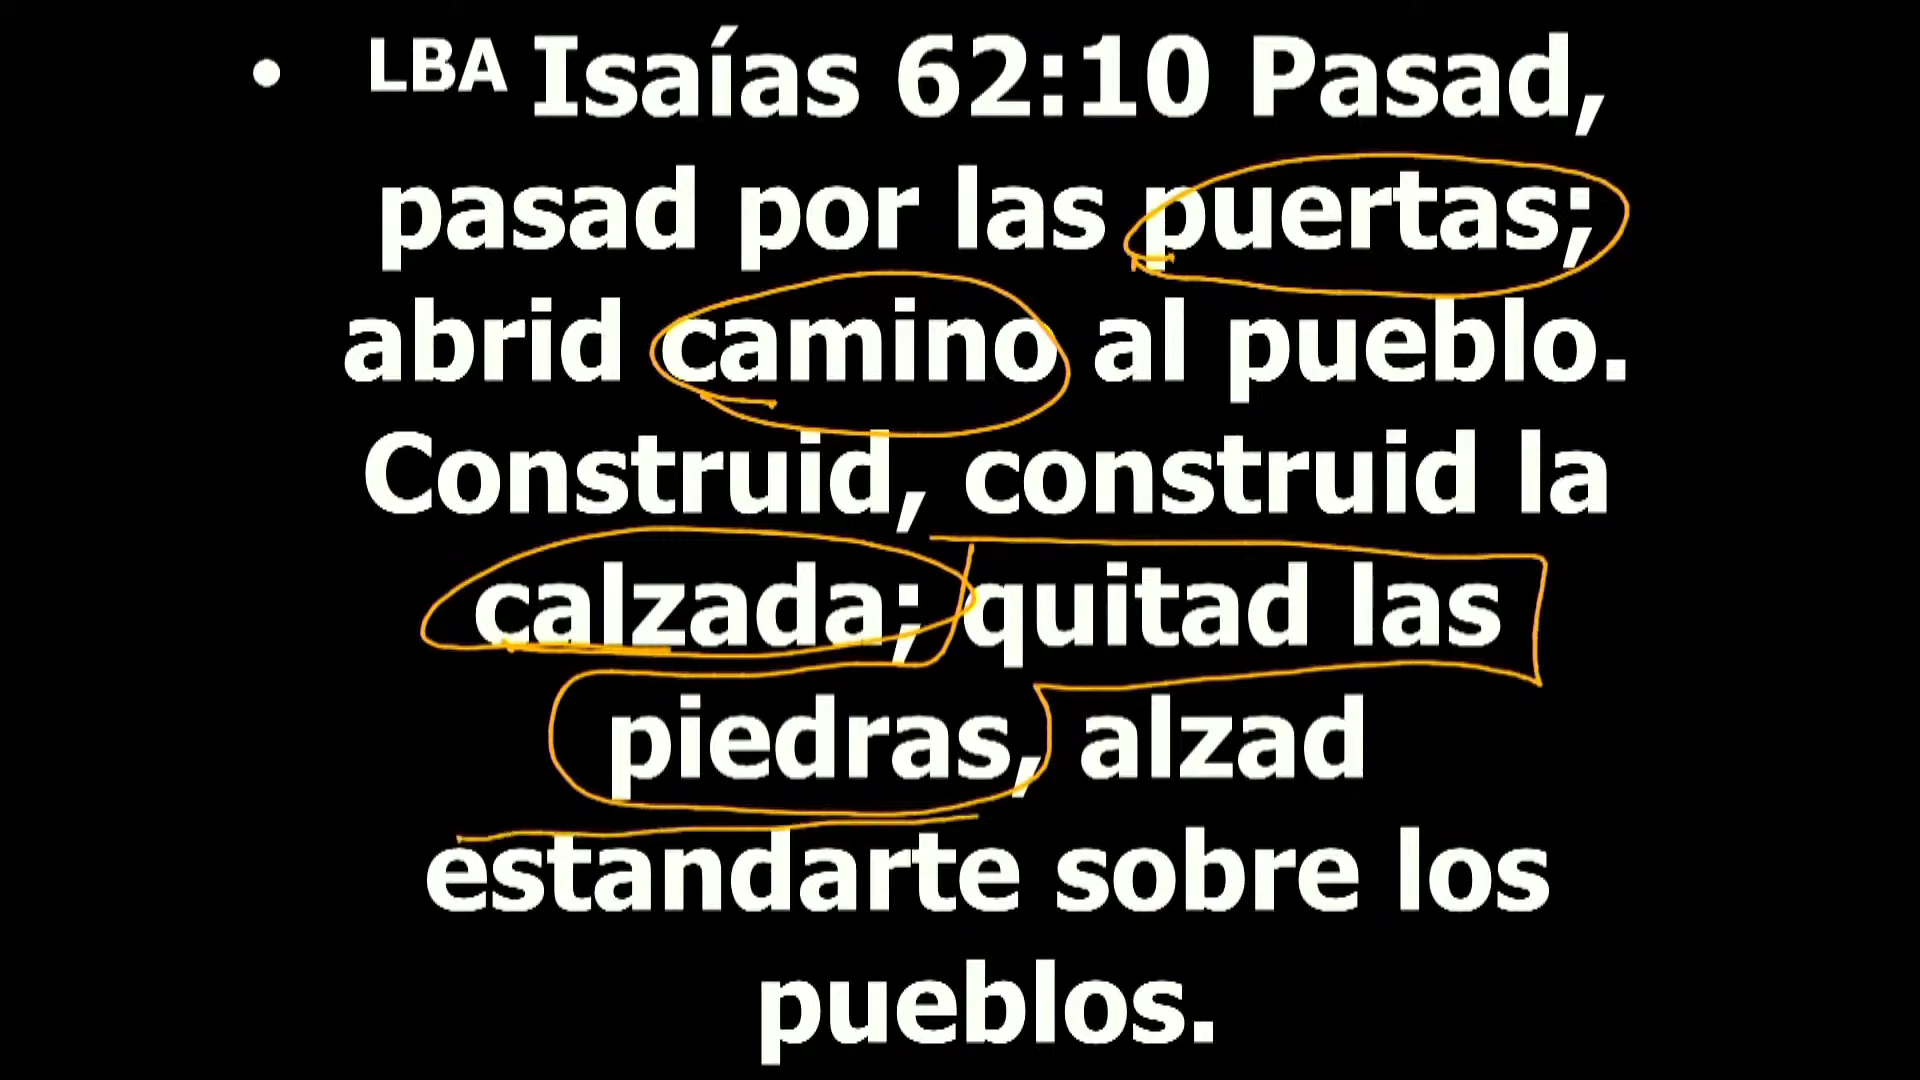 • LBA Isaías 62:10 Pasad,
pasad por las puertas;
abrid camino al pueblo.
Construid, construid la
calzada; quitad las
piedras, alzad
estandarte sobre los
pueblos.